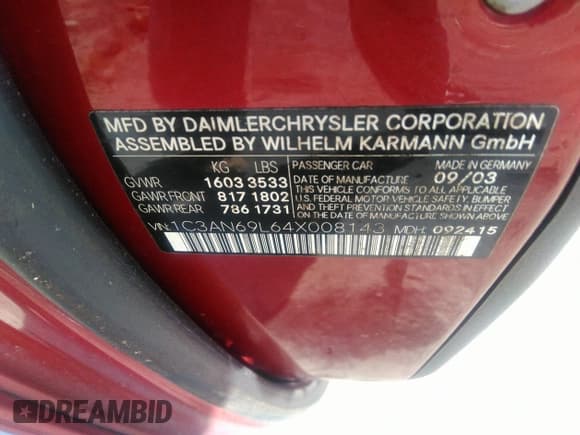 MFD BY DAIMLERCHRYSLER CORPORATION
ASSEMBLED BY WILHELM KARMANN GmbH
KG LBS PASSENGER CAR MADE IN GERMANY
GVWR 1603 3533 DATE OF MANUFACTURE 09/03
GAWR FRONT 817 1802 THIS VEHICLE CONFORMS TO ALL APPLICABLE
GAWR REAR 786 1731 U.S.FEDERAL MOTOR VEHICLE SAFETY, BUMPER,
AND THEFT PREVENTION STANDARDS IN EFFECT
ON THE DATE OF MANUFACTURE SHOWN ABOVE
VIN: 1C3AN69L64X008143 MDH: 092415
DREAMBID